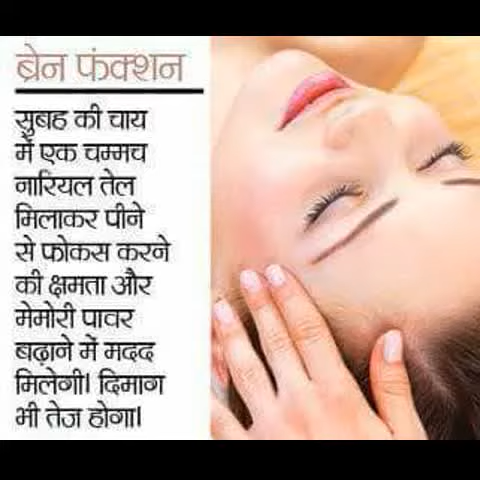 ब्रेन फंक्शन
सुबह की चाय
में एक चम्मच
नारियल तेल
मिलाकर पीने
से फोकस करने
की क्षमता और
मेमोरी पावर
बढ़ाने में मदद
मिलेगी। दिमाग
भी तेज होगा।